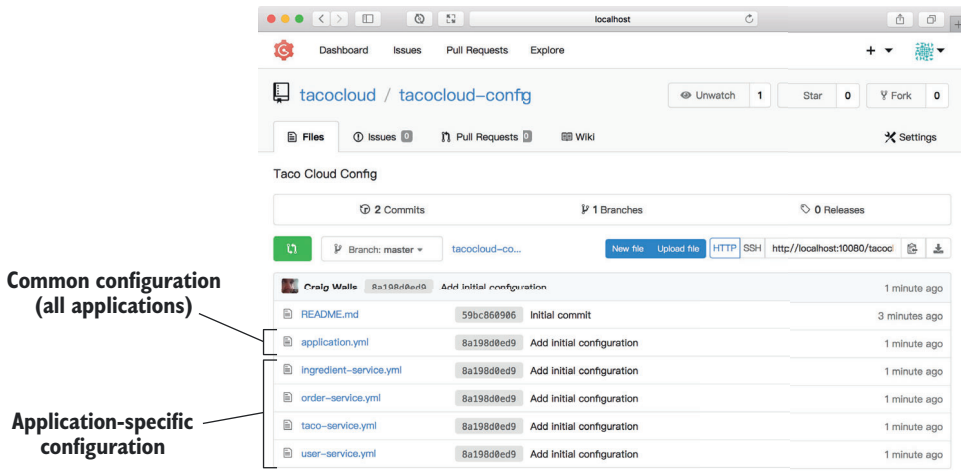 localhost
Dashboard Issues Pull Requests Explore
tacocloud / tacocloud-config
Unwatch 1 Star 0 Fork 0
Files Issues 0 Pull Requests 0 Wiki Settings
Taco Cloud Config
2 Commits 1 Branches 0 Releases
Branch: master tacocloud-co... New file Upload file HTTP SSH http://localhost:10080/tacocl
Craig Walls 8a198d0ed9 Add initial configuration 1 minute ago
README.md 59bc860906 Initial commit 3 minutes ago
application.yml 8a198d0ed9 Add initial configuration 1 minute ago
ingredient-service.yml 8a198d0ed9 Add initial configuration 1 minute ago
order-service.yml 8a198d0ed9 Add initial configuration 1 minute ago
taco-service.yml 8a198d0ed9 Add initial configuration 1 minute ago
user-service.yml 8a198d0ed9 Add initial configuration 1 minute ago
Common configuration
(all applications)
Application-specific
configuration